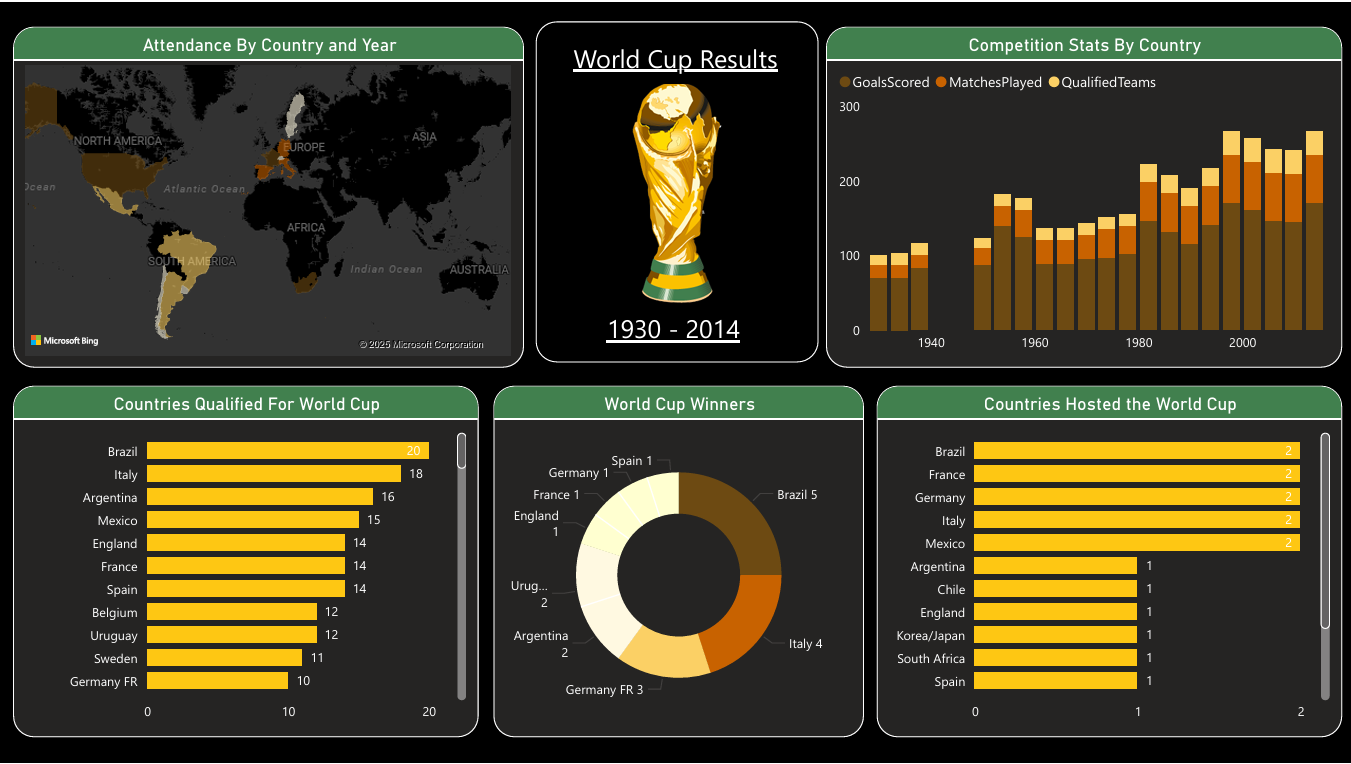 Attendance By Country and Year
NORTH AMERICA
EUROPE
ASIA
Ocean
Atlantic Ocean
AFRICA
SOUTH AMERICA
Indian Ocean
AUSTRALIA
Microsoft Bing
© 2025 Microsoft Corporation
World Cup Results
1930 - 2014
Competition Stats By Country
GoalsScored MatchesPlayed QualifiedTeams
300
200
100
0
1940 1960 1980 2000
Countries Qualified For World Cup
Brazil 20
Italy 18
Argentina 16
Mexico 15
England 14
France 14
Spain 14
Belgium 12
Uruguay 12
Sweden 11
Germany FR 10
0 10 20
World Cup Winners
Spain 1
Germany 1
France 1
Brazil 5
England
1
Urug...
2
Argentina
2
Italy 4
Germany FR 3
Countries Hosted the World Cup
Brazil 2
France 2
Germany 2
Italy 2
Mexico 2
Argentina 1
Chile 1
England 1
Korea/Japan 1
South Africa 1
Spain 1
0 1 2